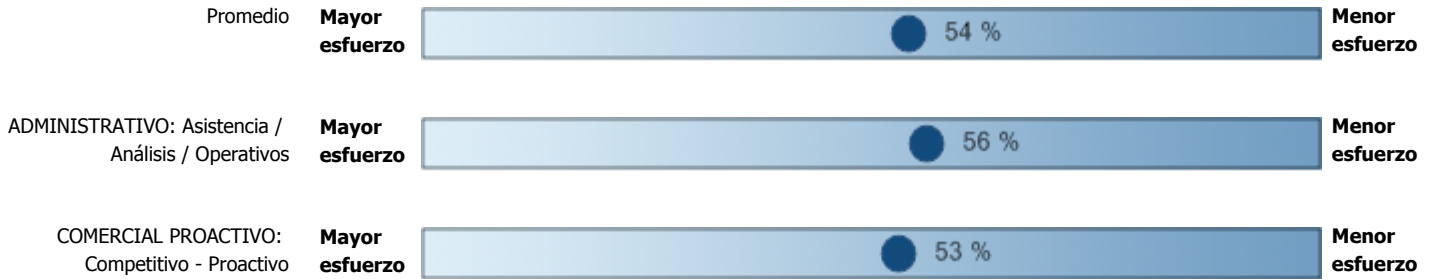 Promedio
Mayor
esfuerzo
54 %
Menor
esfuerzo
ADMINISTRATIVO: Asistencia /
Análisis / Operativos
Mayor
esfuerzo
56 %
Menor
esfuerzo
COMERCIAL PROACTIVO:
Competitivo - Proactivo
Mayor
esfuerzo
53 %
Menor
esfuerzo